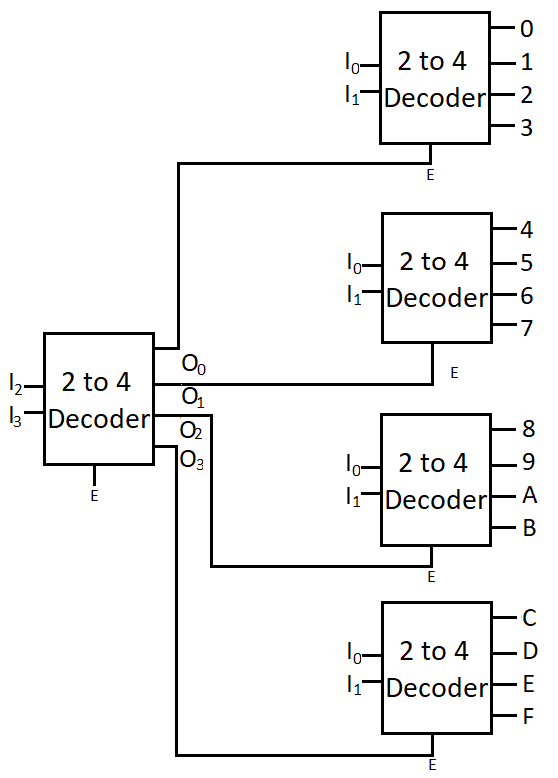 0
I0
2 to 4
1
I1
Decoder
2
3
E
4
I0
2 to 4
5
I1
Decoder
6
7
E
O0
I2
2 to 4
O1
I3
Decoder
O2
O3
E
8
I0
2 to 4
9
I1
Decoder
A
B
E
C
I0
2 to 4
D
I1
Decoder
E
F
E